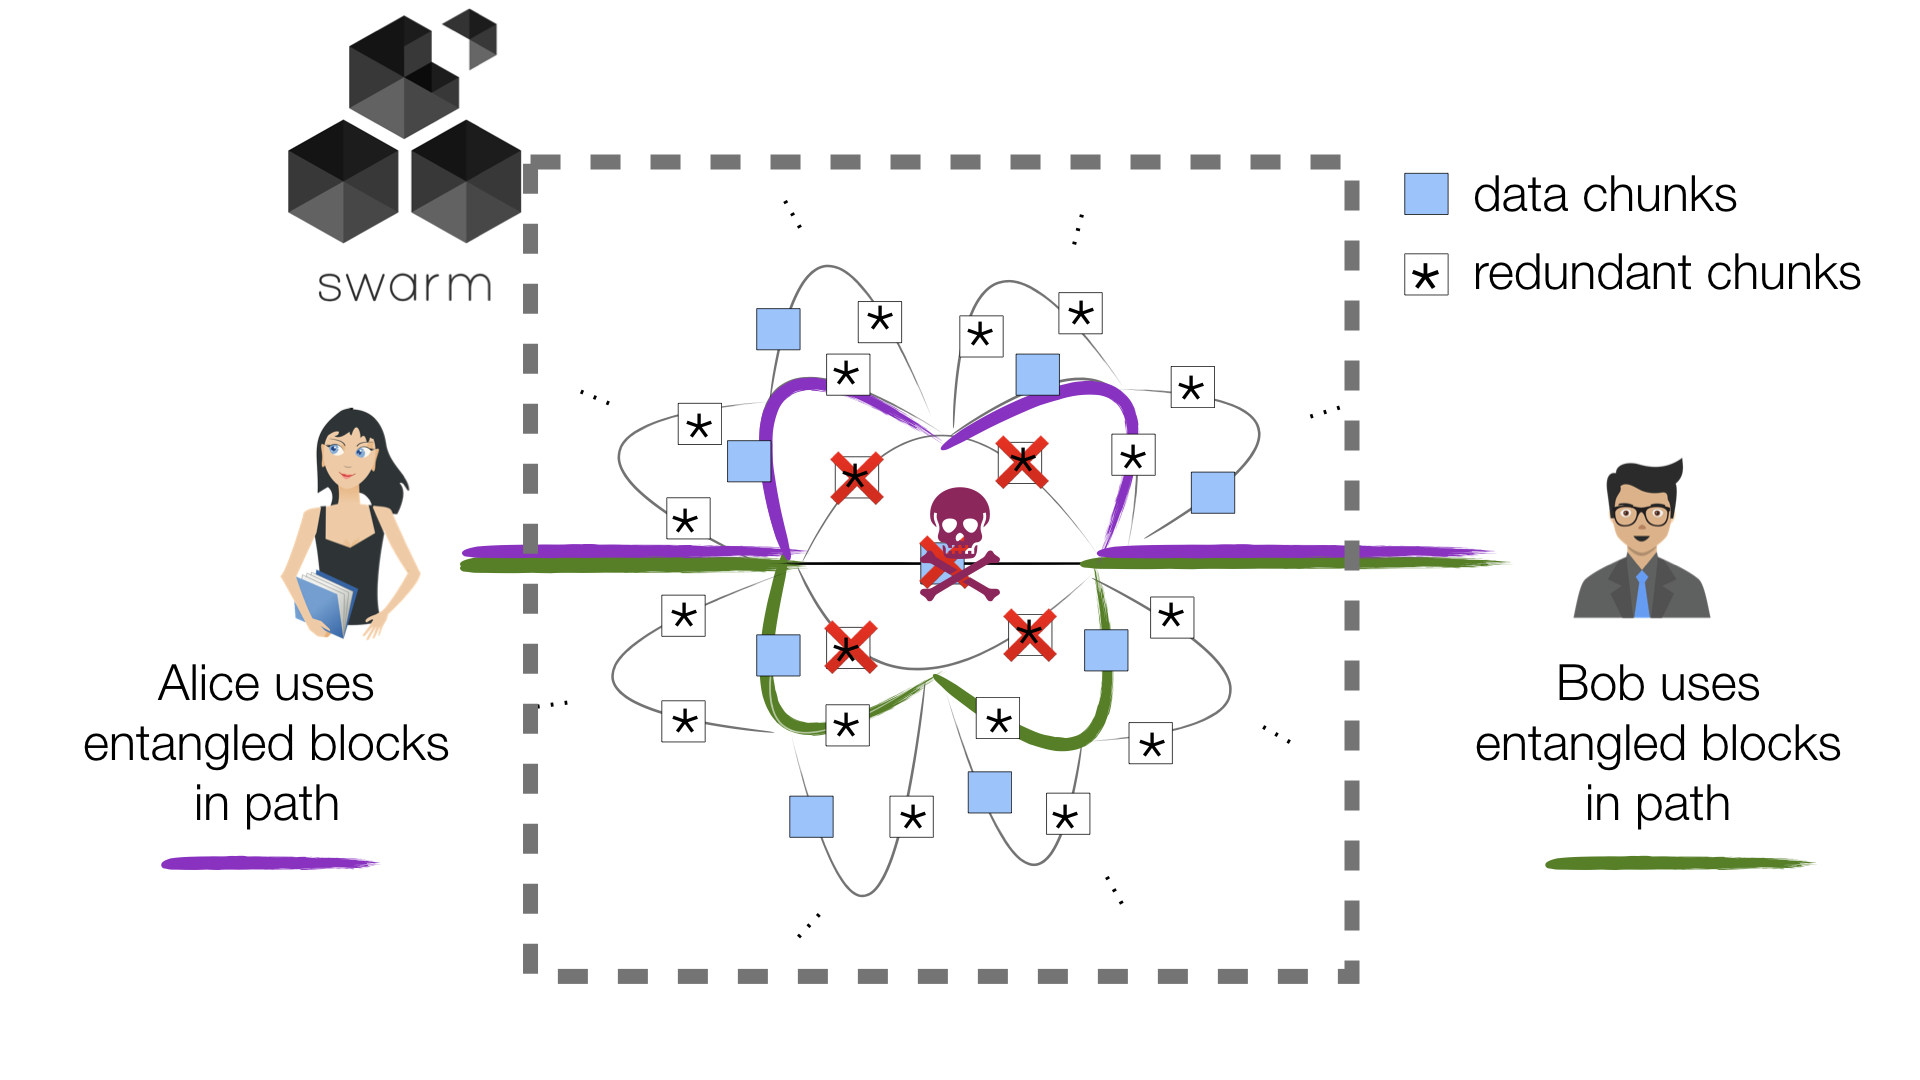 swarm
data chunks
* redundant chunks
Alice uses
entangled blocks
in path
Bob uses
entangled blocks
in path